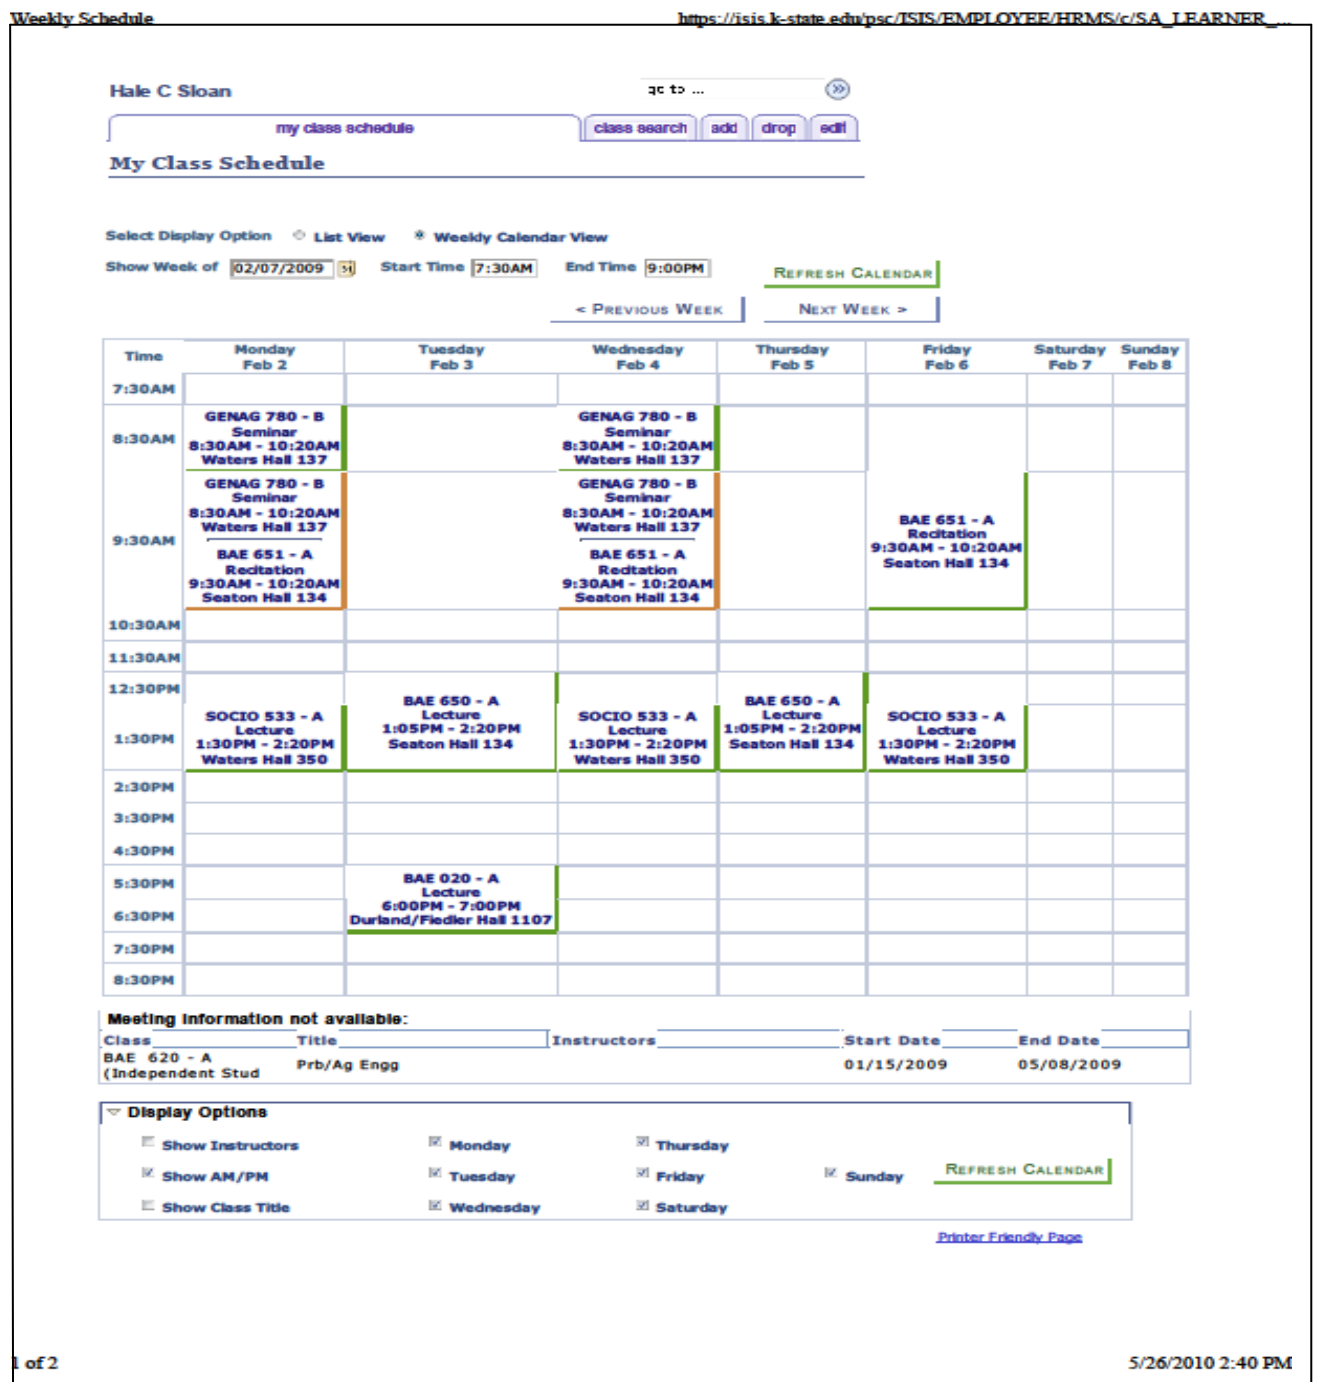 Weekly Schedule https://isis.k-state.edu/psc/ISIS/EMPLOYEE/HRMS/c/SA_LEARNER_...
Hale C Sloan go to ...
my class schedule class search add drop edit
My Class Schedule
Select Display Option List View Weekly Calendar View
Show Week of 02/07/2009 31 Start Time 7:30AM End Time 9:00PM REFRESH CALENDAR
< PREVIOUS WEEK NEXT WEEK >
Time Monday Tuesday Wednesday Thursday Friday Saturday Sunday
Feb 2 Feb 3 Feb 4 Feb 5 Feb 6 Feb 7 Feb 8
7:30AM
8:30AM
GENAG 780 - B
Seminar
8:30AM - 10:20AM
Waters Hall 137
GENAG 780 - B
Seminar
8:30AM - 10:20AM
Waters Hall 137
9:30AM
GENAG 780 - B
Seminar
8:30AM - 10:20AM
Waters Hall 137
BAE 651 - A
Recitation
9:30AM - 10:20AM
Seaton Hall 134
GENAG 780 - B
Seminar
8:30AM - 10:20AM
Waters Hall 137
BAE 651 - A
Recitation
9:30AM - 10:20AM
Seaton Hall 134
BAE 651 - A
Recitation
9:30AM - 10:20AM
Seaton Hall 134
10:30AM
11:30AM
12:30PM
1:30PM
SOCIO 533 - A
Lecture
1:30PM - 2:20PM
Waters Hall 350
BAE 650 - A
Lecture
1:05PM - 2:20PM
Seaton Hall 134
SOCIO 533 - A
Lecture
1:30PM - 2:20PM
Waters Hall 350
BAE 650 - A
Lecture
1:05PM - 2:20PM
Seaton Hall 134
SOCIO 533 - A
Lecture
1:30PM - 2:20PM
Waters Hall 350
2:30PM
3:30PM
4:30PM
5:30PM
6:30PM
BAE 020 - A
Lecture
6:00PM - 7:00PM
Durland/Fiedler Hall 1107
7:30PM
8:30PM
Meeting Information not available:
Class Title Instructors Start Date End Date
BAE 620 - A
(Independent Stud Prb/Ag Engg 01/15/2009 05/08/2009
Display Options
Show Instructors Monday Thursday
Show AM/PM Tuesday Friday Sunday REFRESH CALENDAR
Show Class Title Wednesday Saturday
Printer Friendly Page
1 of 2 5/26/2010 2:40 PM